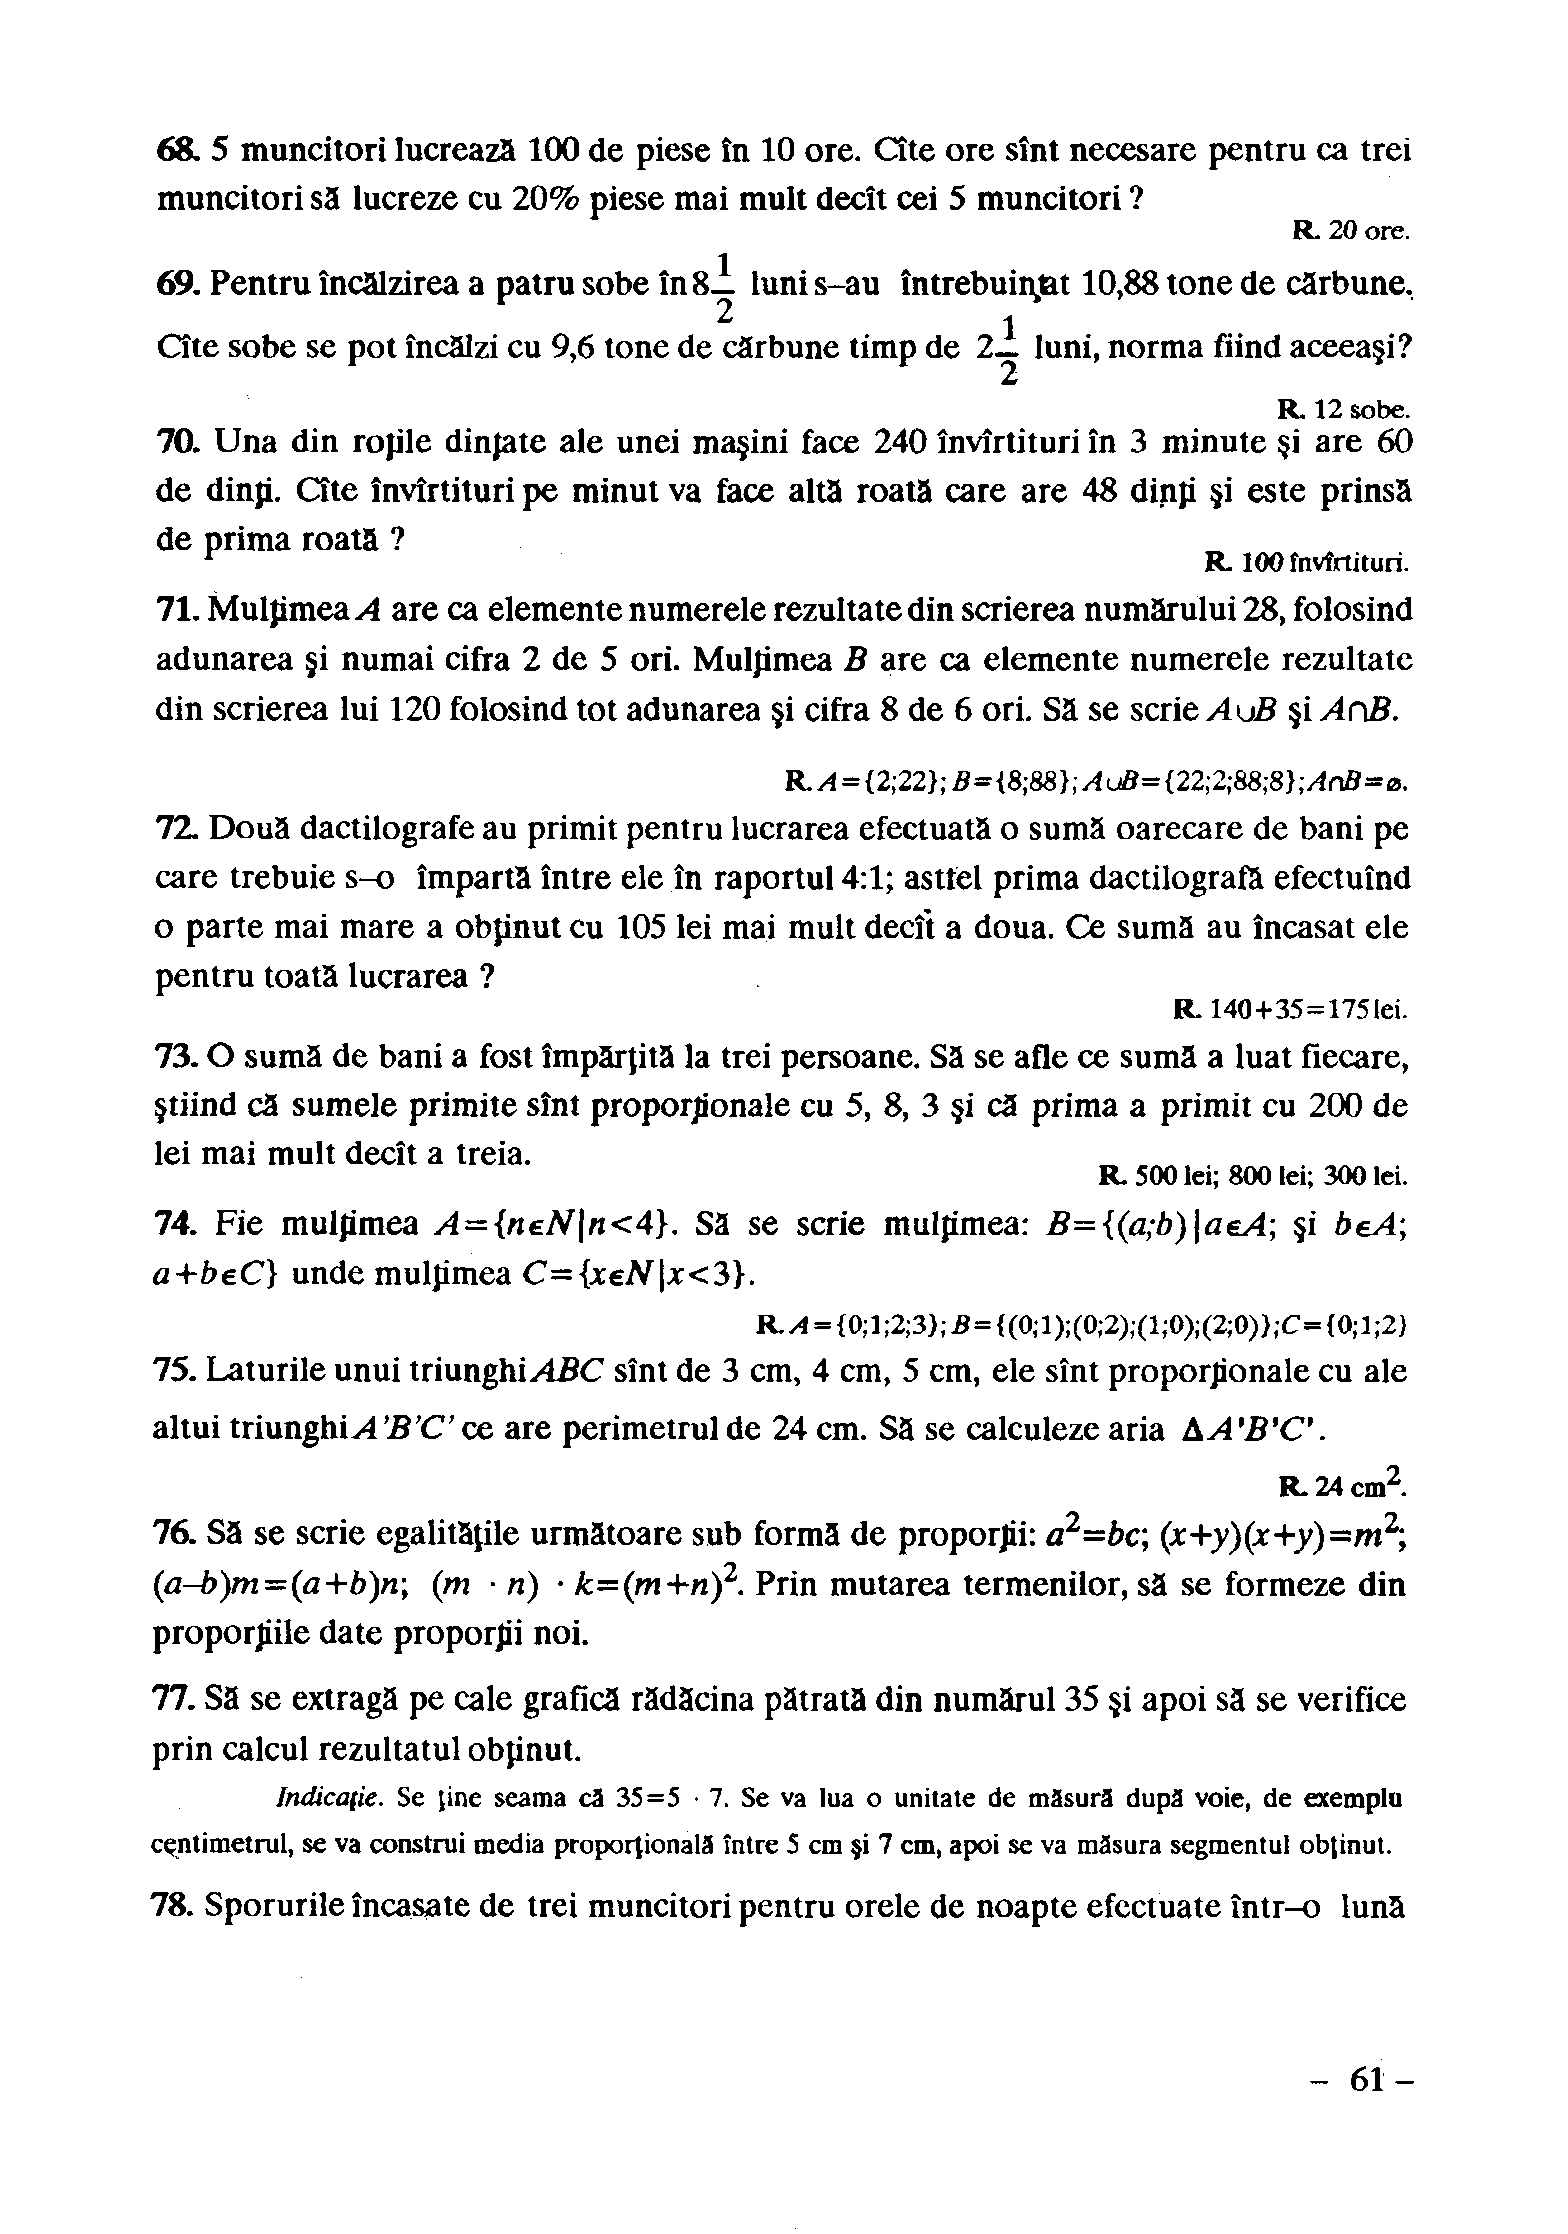 68. 5 muncitori lucrează 100 de piese în 10 ore. Cîte ore sînt necesare pentru ca trei
muncitori să lucreze cu 20% piese mai mult decît cei 5 muncitori ?
R. 20 ore.
69. Pentru încălzirea a patru sobe în 8 1/2 luni s–au întrebuinţat 10,88 tone de cărbune.
Cîte sobe se pot încălzi cu 9,6 tone de cărbune timp de 2 1/2 luni, norma fiind aceeaşi?
R. 12 sobe.
70. Una din roţile dinţate ale unei maşini face 240 învîrtituri în 3 minute şi are 60
de dinţi. Cîte învîrtituri pe minut va face altă roată care are 48 dinţi şi este prinsă
de prima roată ?
R. 100 învîrtituri.
71. Mulţimea A are ca elemente numerele rezultate din scrierea numărului 28, folosind
adunarea şi numai cifra 2 de 5 ori. Mulţimea B are ca elemente numerele rezultate
din scrierea lui 120 folosind tot adunarea şi cifra 8 de 6 ori. Să se scrie A∪B şi A∩B.
R. A={2;22}; B={8;88}; A∪B={22;2;88;8}; A∩B=ø.
72. Două dactilografe au primit pentru lucrarea efectuată o sumă oarecare de bani pe
care trebuie s–o împartă între ele în raportul 4:1; astfel prima dactilografă efectuînd
o parte mai mare a obţinut cu 105 lei mai mult decît a doua. Ce sumă au încasat ele
pentru toată lucrarea ?
R. 140+35=175 lei.
73. O sumă de bani a fost împărţită la trei persoane. Să se afle ce sumă a luat fiecare,
ştiind că sumele primite sînt proporţionale cu 5, 8, 3 şi că prima a primit cu 200 de
lei mai mult decît a treia.
R. 500 lei; 800 lei; 300 lei.
74. Fie mulţimea A={n∈N|n<4}. Să se scrie mulţimea: B={(a;b)|a∈A; şi b∈A;
a+b∈C} unde mulţimea C={x∈N|x<3}.
R. A={0;1;2;3}; B={(0;1);(0;2);(1;0);(2;0)};C={0;1;2}
75. Laturile unui triunghi ABC sînt de 3 cm, 4 cm, 5 cm, ele sînt proporţionale cu ale
altui triunghi A'B'C' ce are perimetrul de 24 cm. Să se calculeze aria ΔA'B'C'.
R. 24 cm².
76. Să se scrie egalităţile următoare sub formă de proporţii: a²=bc; (x+y)(x+y)=m²;
(a–b)m=(a+b)n; (m · n) · k=(m+n)². Prin mutarea termenilor, să se formeze din
proporţiile date proporţii noi.
77. Să se extragă pe cale grafică rădăcina pătrată din numărul 35 şi apoi să se verifice
prin calcul rezultatul obţinut.
Indicaţie. Se ţine seama că 35=5 · 7. Se va lua o unitate de măsură după voie, de exemplu
centimetrul, se va construi media proporţională între 5 cm şi 7 cm, apoi se va măsura segmentul obţinut.
78. Sporurile încasate de trei muncitori pentru orele de noapte efectuate într–o lună
– 61 –